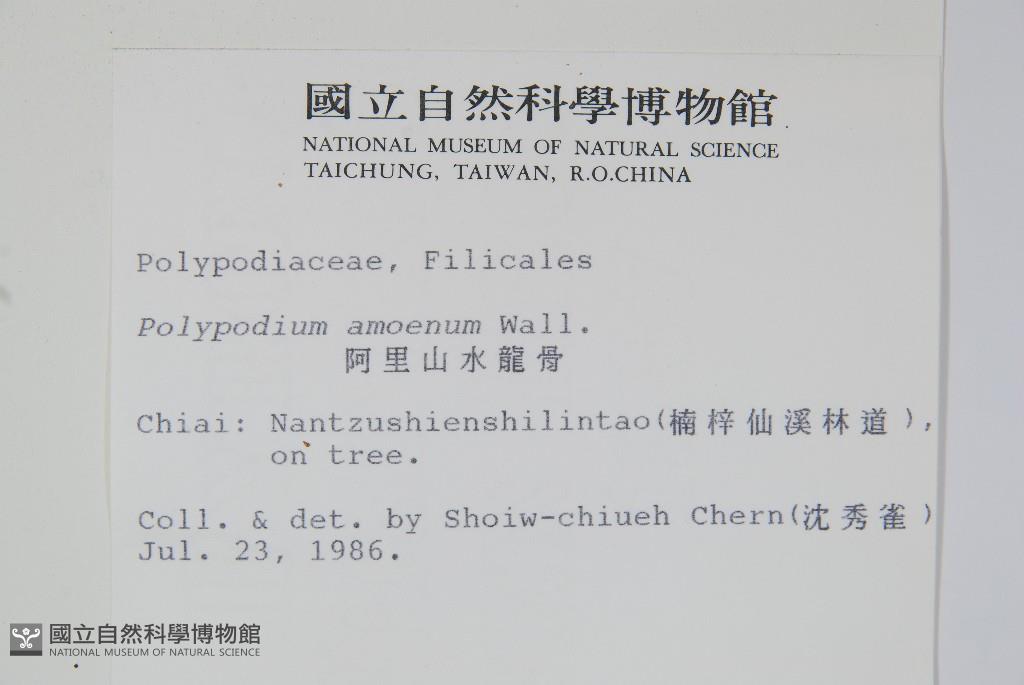 國立自然科學博物館
NATIONAL MUSEUM OF NATURAL SCIENCE
TAICHUNG, TAIWAN, R.O.CHINA
Polypodiaceae, Filicales
Polypodium amoenum Wall.
阿里山水龍骨
Chiai: Nantzushienshilintao(楠梓仙溪林道),
on tree.
Coll. & det. by Shoiw-chiueh Chern(沈秀雀)
Jul. 23, 1986.
國立自然科學博物館
NATIONAL MUSEUM OF NATURAL SCIENCE